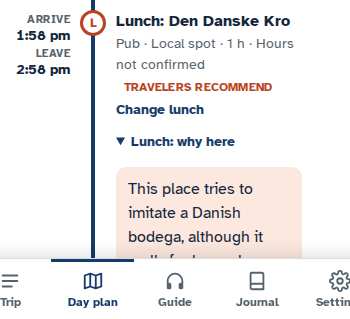 ARRIVE
1:58 pm
LEAVE
2:58 pm
L
Lunch: Den Danske Kro
Pub · Local spot · 1 h · Hours
not confirmed
TRAVELERS RECOMMEND
Change lunch
▼ Lunch: why here
This place tries to
imitate a Danish
bodega, although it
Trip
Day plan
Guide
Journal
Settin